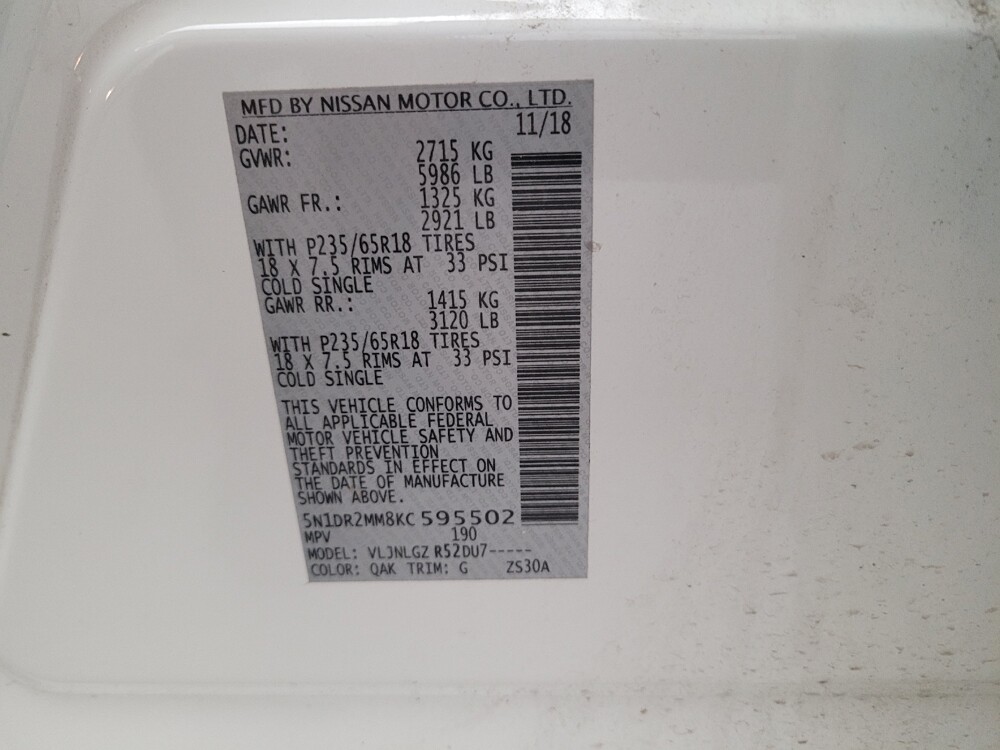 MFD BY NISSAN MOTOR CO., LTD.
DATE: 11/18
GVWR: 2715 KG
5986 LB
GAWR FR.: 1325 KG
2921 LB
WITH P235/65R18 TIRES
18 X 7.5 RIMS AT 33 PSI
COLD SINGLE
GAWR RR.: 1415 KG
3120 LB
WITH P235/65R18 TIRES
18 X 7.5 RIMS AT 33 PSI
COLD SINGLE
THIS VEHICLE CONFORMS TO
ALL APPLICABLE FEDERAL
MOTOR VEHICLE SAFETY AND
THEFT PREVENTION
STANDARDS IN EFFECT ON
THE DATE OF MANUFACTURE
SHOWN ABOVE.
5N1DR2MM8KC595502
MPV 190
MODEL: VLJNLGZ R52DU7-----
COLOR: QAK TRIM: G ZS30A